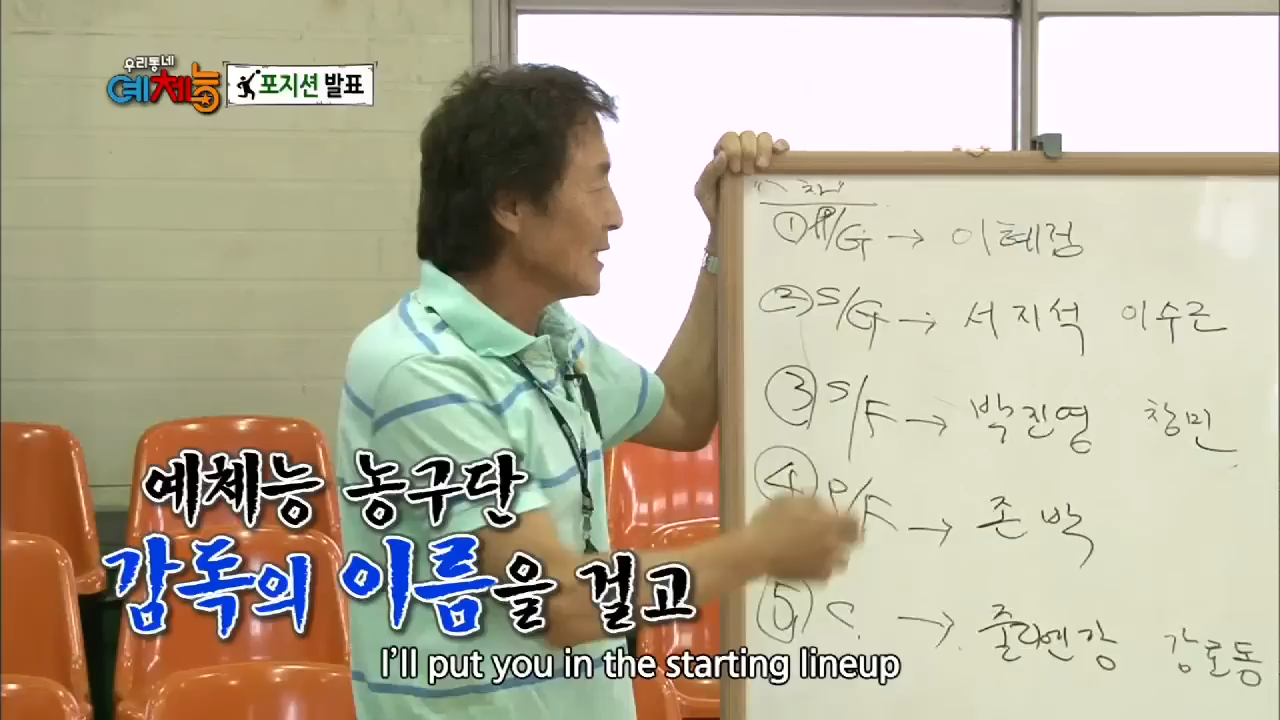 우리동네
예체능 포지션 발표
① P/G → 이혜정
② S/G → 서지석 이수근
③ S/F → 박진영 창민
④ P/F → 존박
⑤ C. → 줄리엔강 강호동
예체능 농구단
감독의 이름을 걸고
I'll put you in the starting lineup